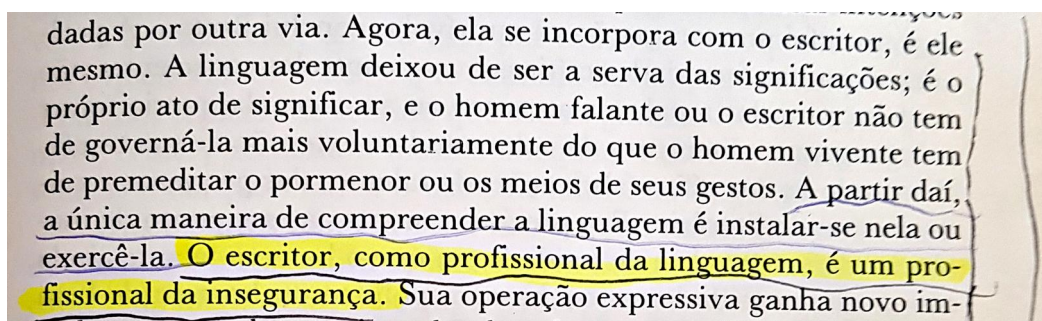 dadas por outra via. Agora, ela se incorpora com o escritor, é ele
mesmo. A linguagem deixou de ser a serva das significações; é o
próprio ato de significar, e o homem falante ou o escritor não tem
de governá-la mais voluntariamente do que o homem vivente tem
de premeditar o pormenor ou os meios de seus gestos. A partir daí,
a única maneira de compreender a linguagem é instalar-se nela ou
exercê-la. O escritor, como profissional da linguagem, é um pro-
fissional da insegurança. Sua operação expressiva ganha novo im-